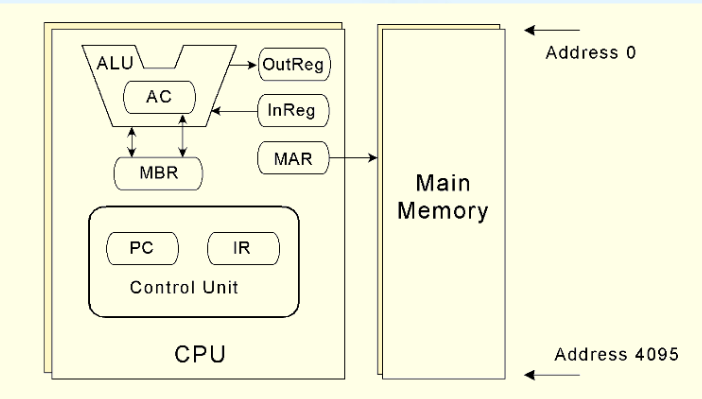 ALU
OutReg
AC
InReg
MBR
MAR
PC
IR
Control Unit
CPU
Main
Memory
Address 0
Address 4095